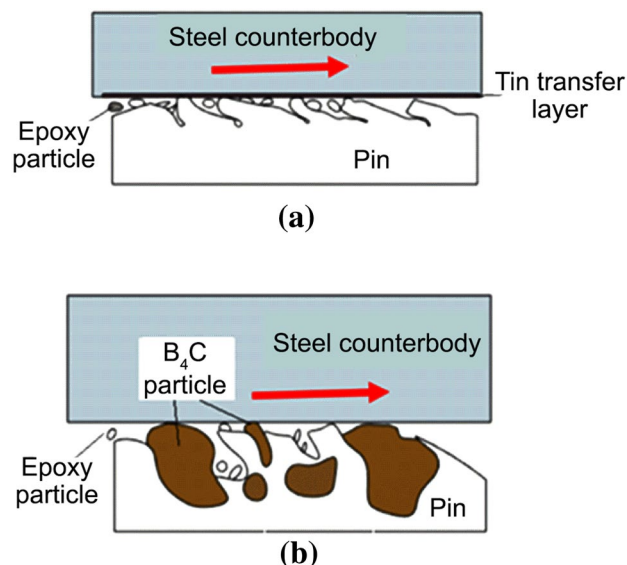 Steel counterbody
Tin transfer
layer
Epoxy
particle
Pin
(a)
B₄C
particle
Steel counterbody
Epoxy
particle
Pin
(b)